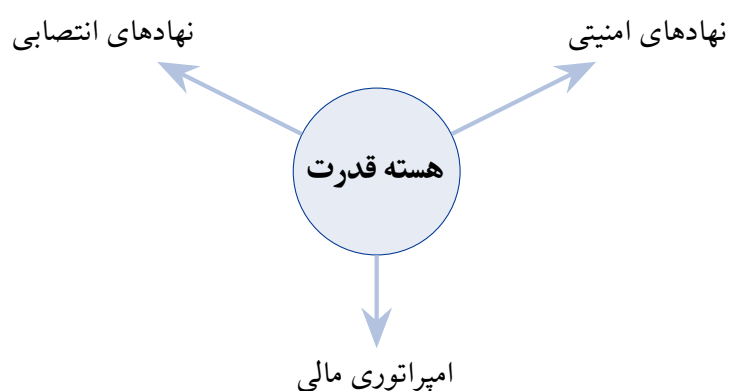 نهادهای امنیتی
نهادهای انتصابی
هسته قدرت
امپراتوری مالی